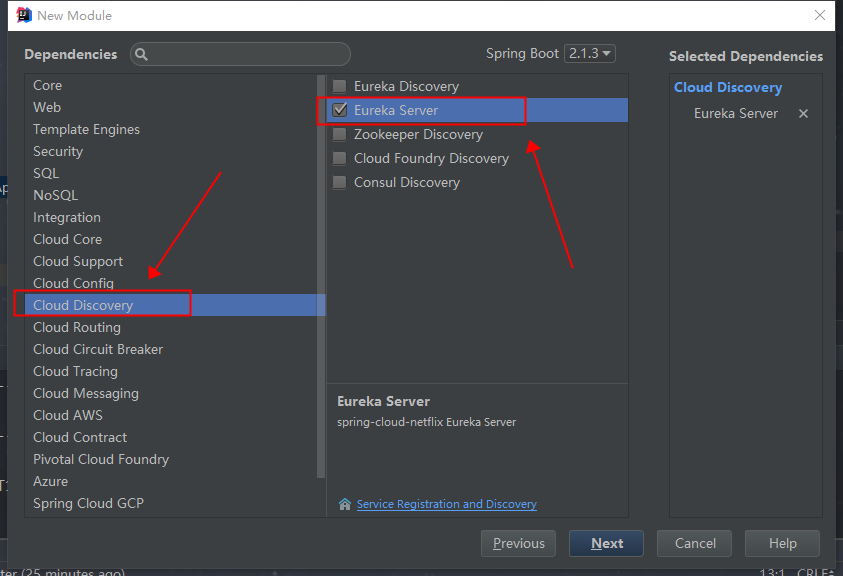 New Module
Dependencies
Spring Boot 2.1.3
Selected Dependencies
Core
Web
Template Engines
Security
SQL
NoSQL
Integration
Cloud Core
Cloud Support
Cloud Config
Cloud Discovery
Cloud Routing
Cloud Circuit Breaker
Cloud Tracing
Cloud Messaging
Cloud AWS
Cloud Contract
Pivotal Cloud Foundry
Azure
Spring Cloud GCP
Eureka Discovery
Eureka Server
Zookeeper Discovery
Cloud Foundry Discovery
Consul Discovery
Eureka Server
spring-cloud-netflix Eureka Server
Service Registration and Discovery
Cloud Discovery
Eureka Server
Previous
Next
Cancel
Help
ter (25 minutes ago)
13:1 CRLF